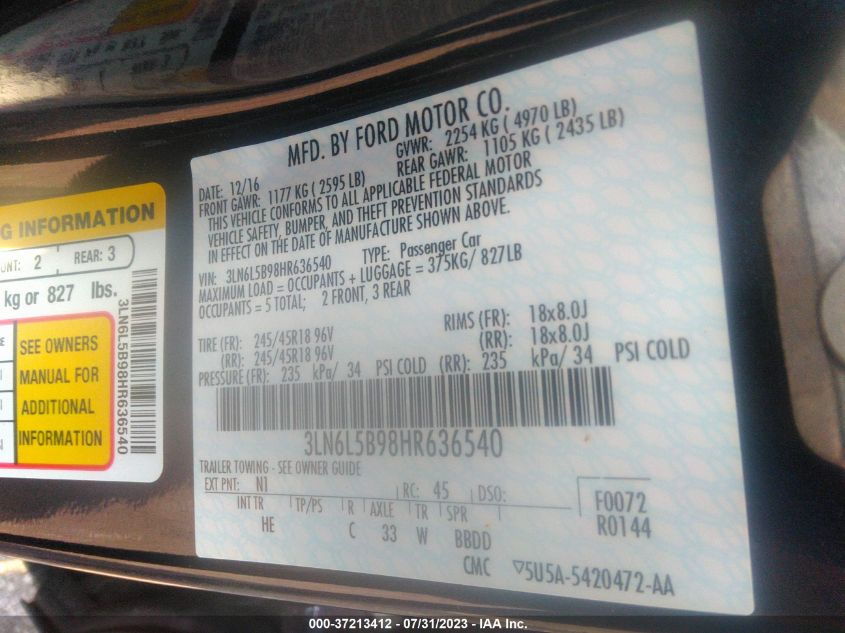 MFD. BY FORD MOTOR CO.
DATE: 12/16 GVWR: 2254 KG ( 4970 LB)
FRONT GAWR: 1177 KG ( 2595 LB) REAR GAWR: 1105 KG ( 2435 LB)
THIS VEHICLE CONFORMS TO ALL APPLICABLE FEDERAL MOTOR
VEHICLE SAFETY, BUMPER, AND THEFT PREVENTION STANDARDS
IN EFFECT ON THE DATE OF MANUFACTURE SHOWN ABOVE.
VIN: 3LN6L5B98HR636540 TYPE: Passenger Car
MAXIMUM LOAD = OCCUPANTS + LUGGAGE = 375KG/ 827LB
OCCUPANTS = 5 TOTAL; 2 FRONT, 3 REAR
TIRE (FR): 245/45R18 96V RIMS (FR): 18x8.0J
(RR): 245/45R18 96V (RR): 18x8.0J
PRESSURE (FR): 235 kPa/ 34 PSI COLD (RR): 235 kPa/ 34 PSI COLD
3LN6L5B98HR636540
TRAILER TOWING - SEE OWNER GUIDE
EXT PNT: N1 RC: 45 DSO:
INT TR TP/PS R AXLE TR SPR
HE C 33 W BBDD
F0072
R0144
CMC ▽5U5A-5420472-AA
G INFORMATION
ONT: 2 REAR: 3
kg or 827 lbs.
SEE OWNERS
MANUAL FOR
ADDITIONAL
INFORMATION
3LN6L5B98HR636540
000-37213412 - 07/31/2023 - IAA Inc.